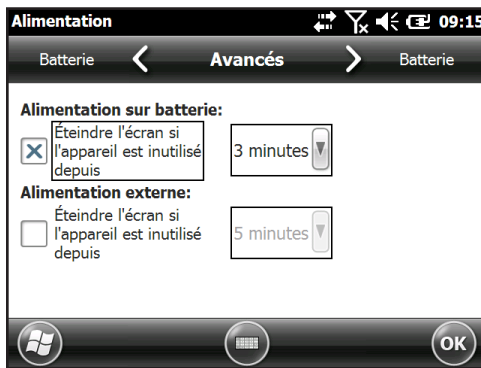 Alimentation 09:15
Batterie Avancés Batterie
Alimentation sur batterie:
Éteindre l'écran si
l'appareil est inutilisé
depuis
3 minutes
Alimentation externe:
Éteindre l'écran si
l'appareil est inutilisé
depuis
5 minutes
OK